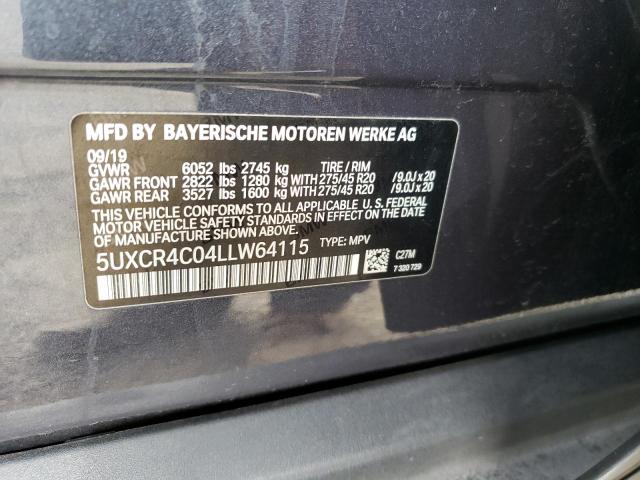 MFD BY BAYERISCHE MOTOREN WERKE AG
09/19
GVWR 6052 lbs 2745 kg TIRE / RIM
GAWR FRONT 2822 lbs 1280 kg WITH 275/45 R20 /9.0J x 20
GAWR REAR 3527 lbs 1600 kg WITH 275/45 R20 /9.0J x 20
THIS VEHICLE CONFORMS TO ALL APPLICABLE U.S. FEDERAL
MOTOR VEHICLE SAFETY STANDARDS IN EFFECT ON THE DATE OF
MANUFACTURE SHOWN ABOVE.
5UXCR4C04LLW64115 TYPE: MPV
C27M
7 320 729